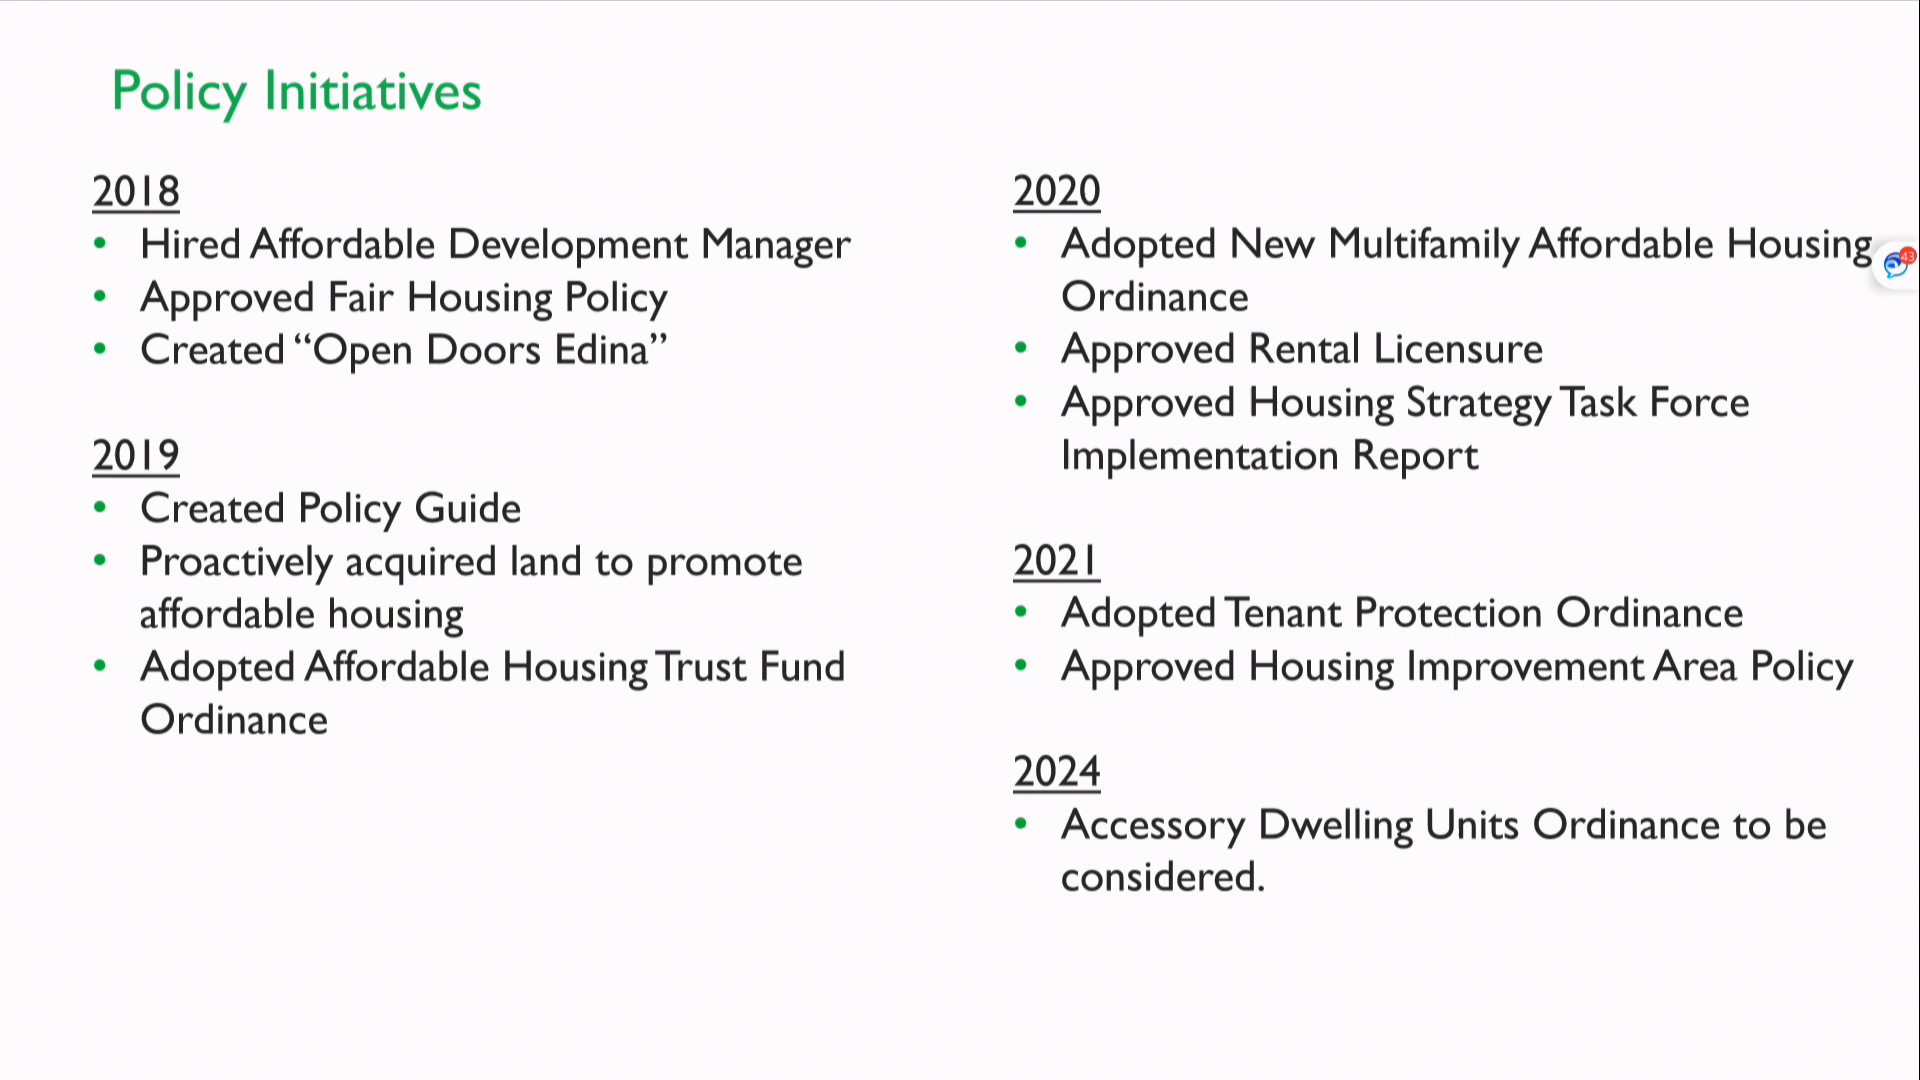 Policy Initiatives
2018
• Hired Affordable Development Manager
• Approved Fair Housing Policy
• Created “Open Doors Edina”
2019
• Created Policy Guide
• Proactively acquired land to promote
affordable housing
• Adopted Affordable Housing Trust Fund
Ordinance
2020
• Adopted New Multifamily Affordable Housing
Ordinance
• Approved Rental Licensure
• Approved Housing Strategy Task Force
Implementation Report
2021
• Adopted Tenant Protection Ordinance
• Approved Housing Improvement Area Policy
2024
• Accessory Dwelling Units Ordinance to be
considered.
43